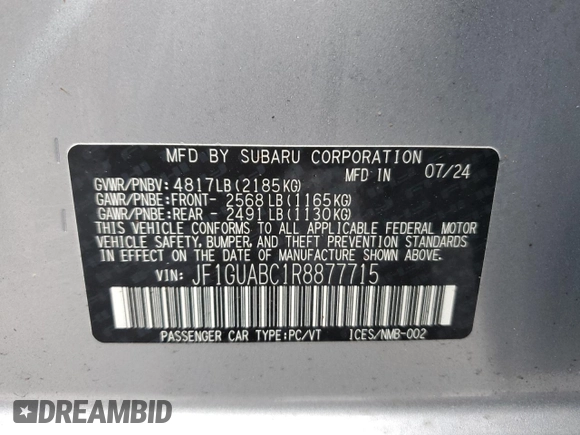 MFD BY SUBARU CORPORATION
MFD IN 07/24
GVWR/PNBV: 4817LB(2185KG)
GAWR/PNBE:FRONT- 2568LB(1165KG)
GAWR/PNBE:REAR - 2491LB(1130KG)
THIS VEHICLE CONFORMS TO ALL APPLICABLE FEDERAL MOTOR
VEHICLE SAFETY, BUMPER, AND THEFT PREVENTION STANDARDS
IN EFFECT ON THE DATE OF MANUFACTURE SHOWN ABOVE.
VIN: JF1GUABC1R8877715
PASSENGER CAR TYPE:PC/VT ICES/NMB-002
DREAMBID